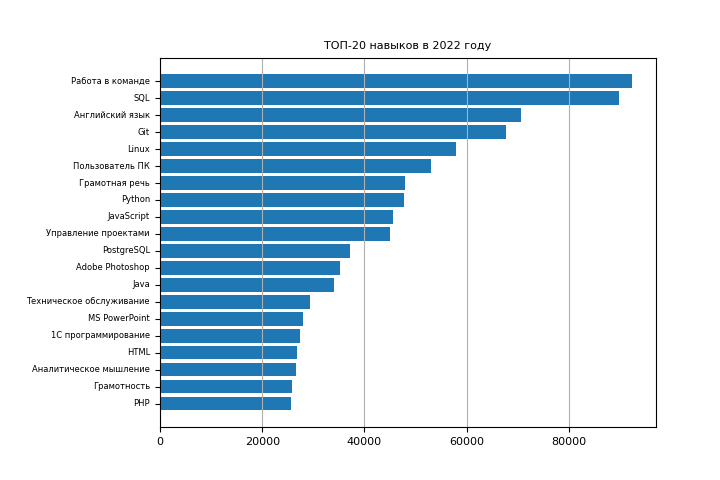 ТОП-20 навыков в 2022 году
Работа в команде
SQL
Английский язык
Git
Linux
Пользователь ПК
Грамотная речь
Python
JavaScript
Управление проектами
PostgreSQL
Adobe Photoshop
Java
Техническое обслуживание
MS PowerPoint
1С программирование
HTML
Аналитическое мышление
Грамотность
PHP
0 20000 40000 60000 80000